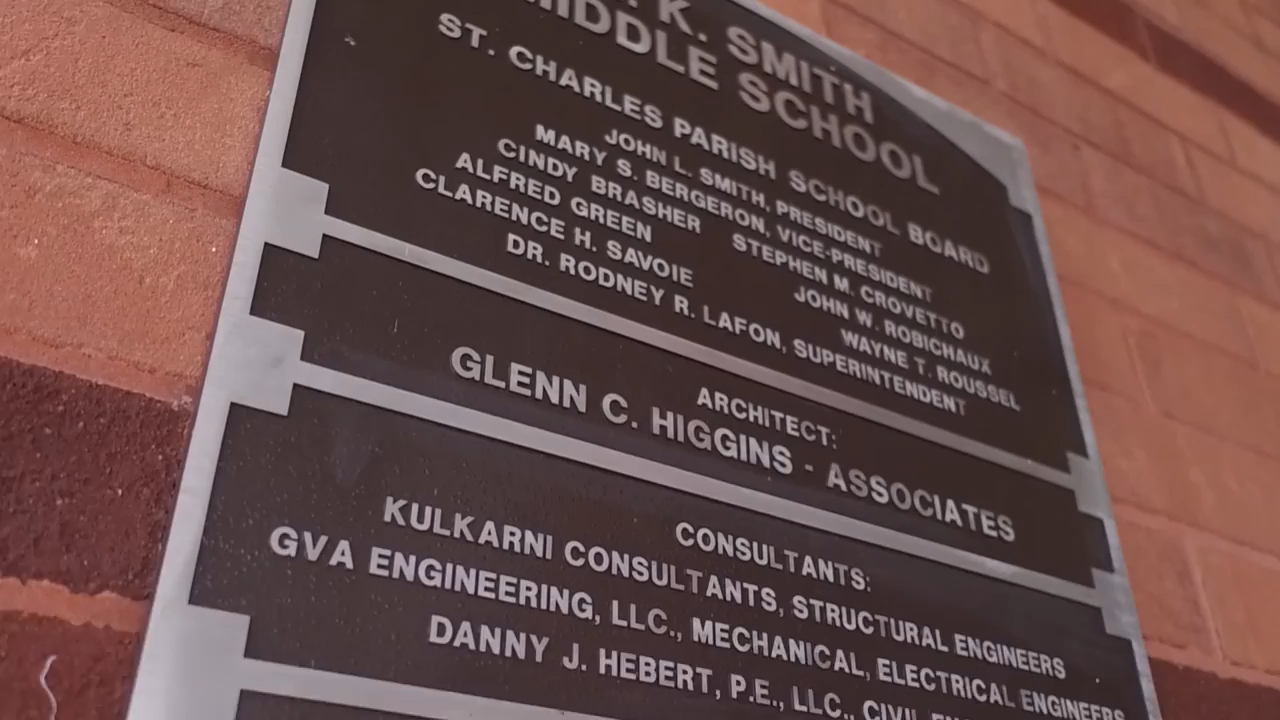 K. SMITH
MIDDLE SCHOOL
ST. CHARLES PARISH SCHOOL BOARD
JOHN L. SMITH, PRESIDENT
MARY S. BERGERON, VICE-PRESIDENT
CINDY BRASHER STEPHEN M. CROVETTO
ALFRED GREEN JOHN W. ROBICHAUX
CLARENCE H. SAVOIE WAYNE T. ROUSSEL
DR. RODNEY R. LAFON, SUPERINTENDENT
ARCHITECT:
GLENN C. HIGGINS - ASSOCIATES
CONSULTANTS:
KULKARNI CONSULTANTS, STRUCTURAL ENGINEERS
GVA ENGINEERING, LLC., MECHANICAL, ELECTRICAL ENGINEERS
DANNY J. HEBERT, P.E., LLC., CIVIL